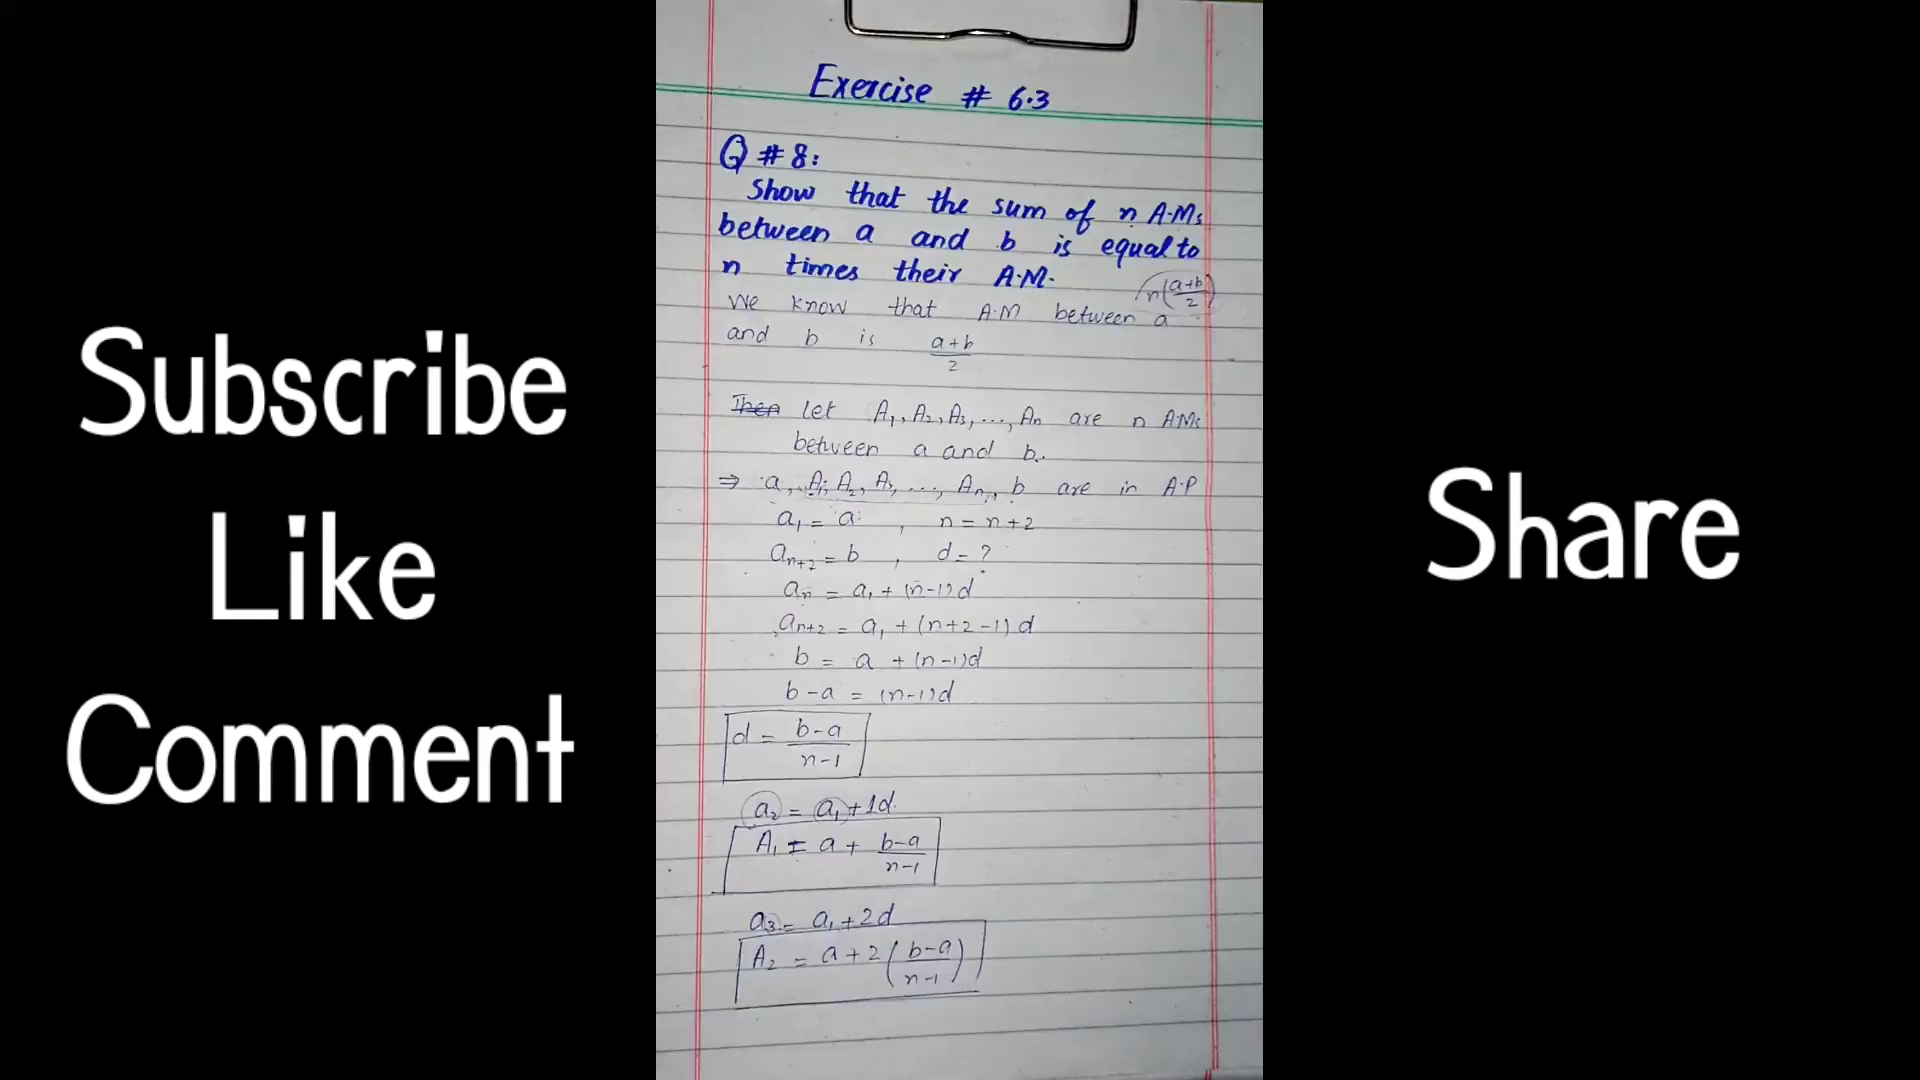 Subscribe
Like
Comment
Exercise # 6.3
Q # 8:
Show that the sum of n A.Ms
between a and b is equal to
n times their A.M.
n(a+b/2)
We know that A.M between a
and b is a+b/2
Then let A₁, A₂, A₃, ..., An are n AMs
between a and b.
⇒ a, A₁, A₂, A₃, ..., An, b are in A.P
a₁ = a , n = n+2
an+2 = b , d = ?
an = a₁ + (n-1)d
an+2 = a₁ + (n+2-1)d
b = a + (n-1)d
b-a = (n-1)d
d = b-a/n-1
a₂ = a₁+1d
A₁ = a + b-a/n-1
a3 = a₁+2d
A₂ = a+2(b-a/n-1)
Share